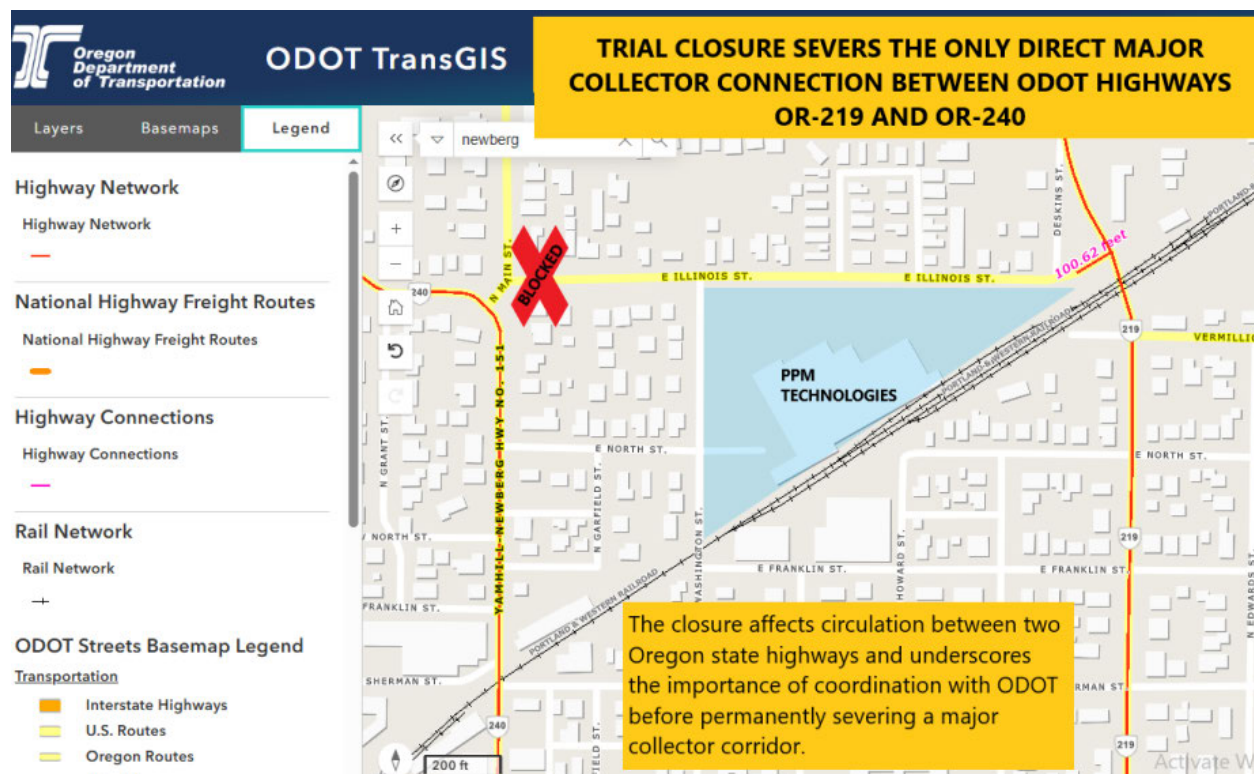 Oregon
Department
of Transportation
ODOT TransGIS
TRIAL CLOSURE SEVERS THE ONLY DIRECT MAJOR
COLLECTOR CONNECTION BETWEEN ODOT HIGHWAYS
OR-219 AND OR-240
Layers
Basemaps
Legend
newberg
Highway Network
Highway Network
National Highway Freight Routes
National Highway Freight Routes
Highway Connections
Highway Connections
Rail Network
Rail Network
ODOT Streets Basemap Legend
Transportation
Interstate Highways
U.S. Routes
Oregon Routes
N MAIN ST.
BLOCKED
E ILLINOIS ST.
E ILLINOIS ST.
DESKINS ST.
100.62 feet
PORTLAND &
240
219
VERMILLIO
PORTLAND & WESTERN RAILROAD
PPM
TECHNOLOGIES
YAMHILL-NEWBERG HWY NO. 151
N GRANT ST.
E NORTH ST.
E NORTH ST.
NORTH ST.
N GARFIELD ST.
WASHINGTON ST.
HOWARD ST.
219
E FRANKLIN ST.
E FRANKLIN ST.
FRANKLIN ST.
N EDWARDS ST.
PORTLAND & WESTERN RAILROAD
SHERMAN ST.
RMAN ST.
The closure affects circulation between two
Oregon state highways and underscores
the importance of coordination with ODOT
before permanently severing a major
collector corridor.
240
IELD ST.
219
200 ft
Activate W